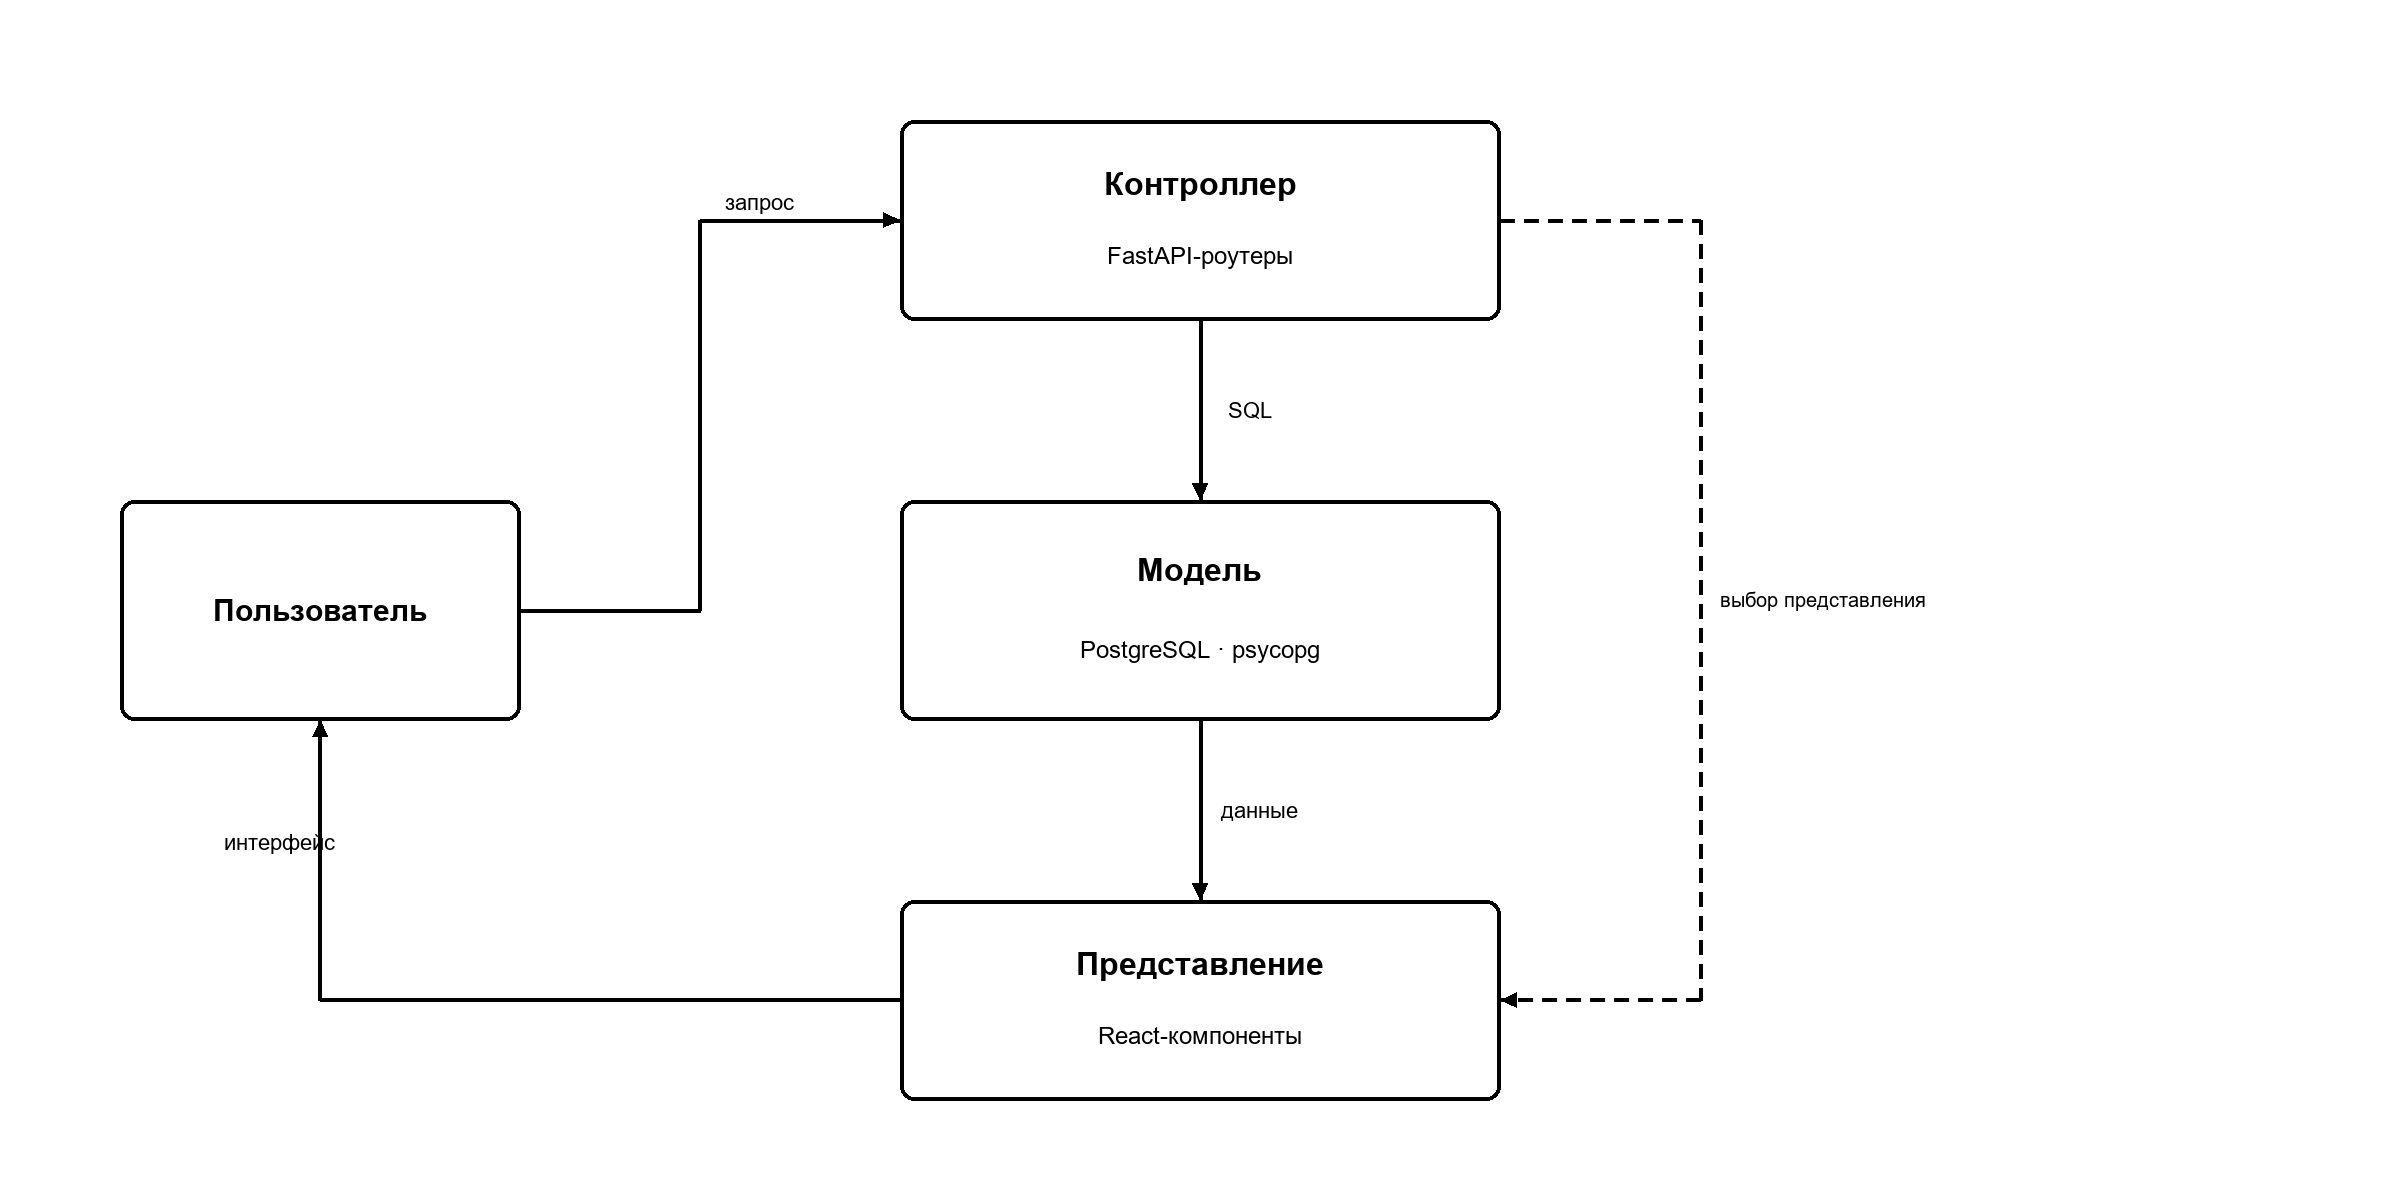 Контроллер
запрос
FastAPI-роутеры
SQL
Модель
выбор представления
Пользователь
PostgreSQL · psycopg
данные
интерфейс
Представление
React-компоненты